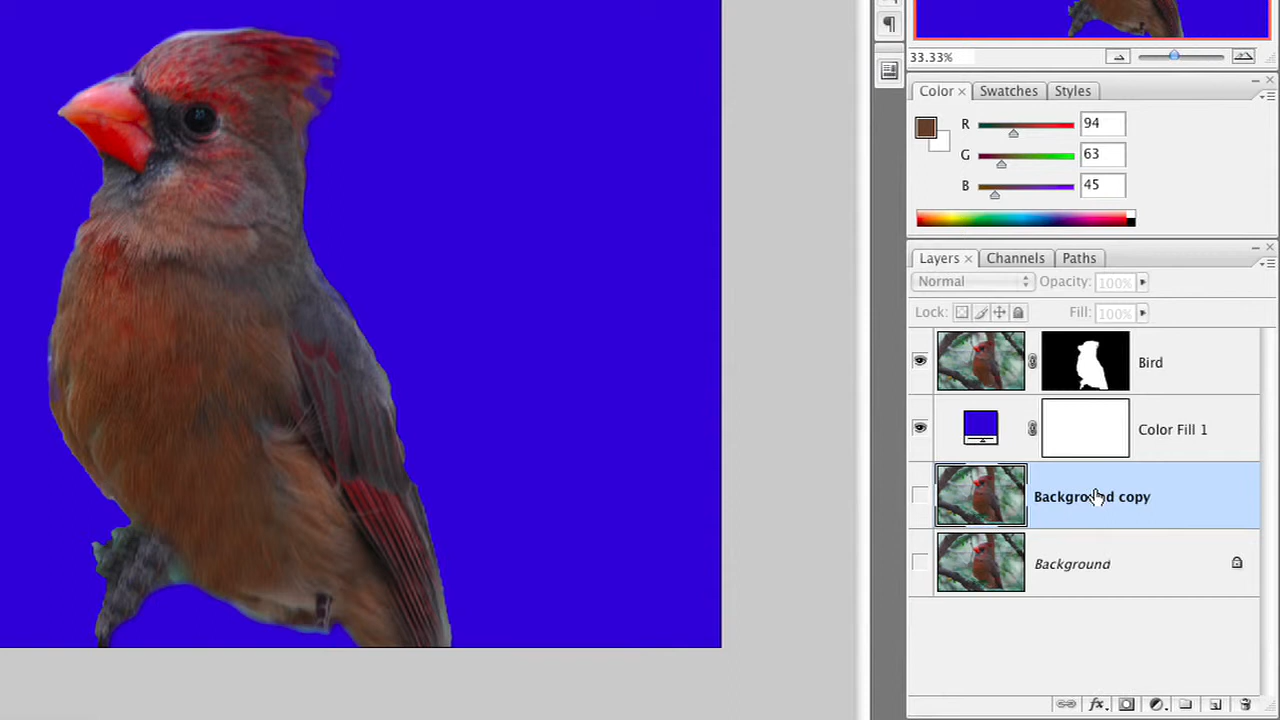 33.33%
Color × Swatches Styles
R 94
G 63
B 45
Layers × Channels Paths
Normal Opacity: 100%
Lock: Fill: 100%
Bird
Color Fill 1
Background copy
Background
fx